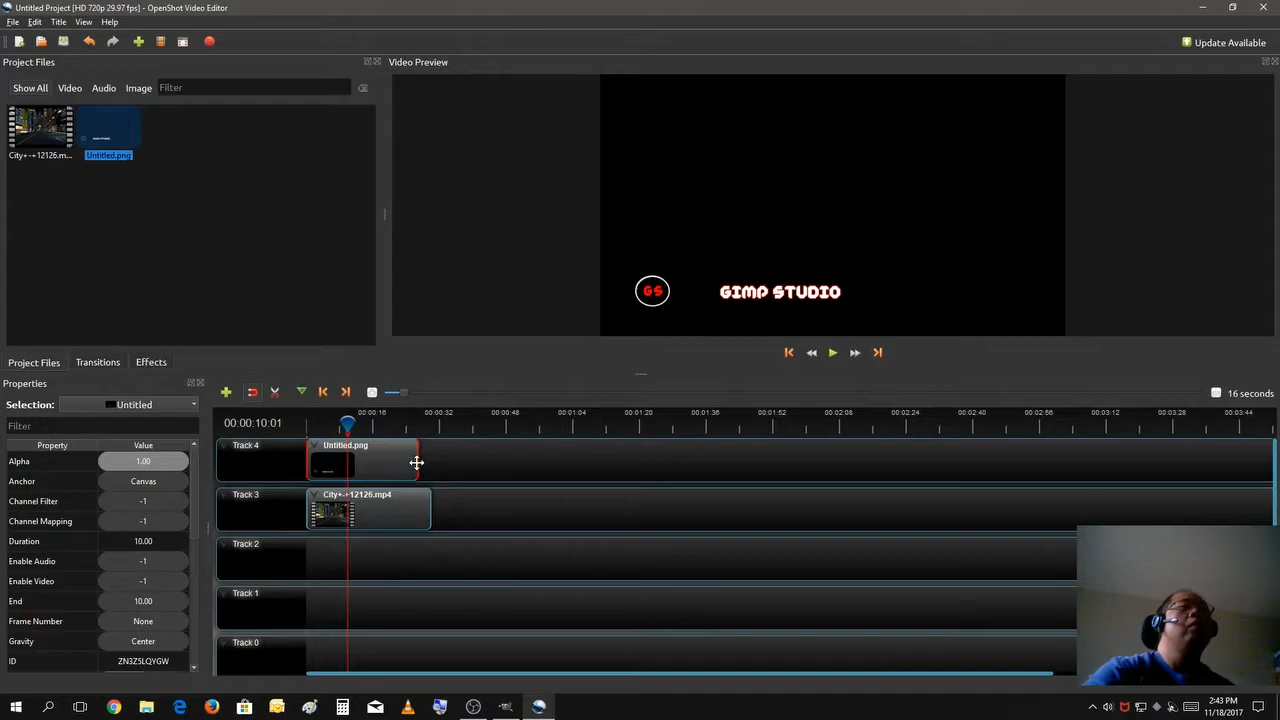 Untitled Project [HD 720p 29.97 fps] - OpenShot Video Editor
File Edit Title View Help
Update Available
Project Files
Video Preview
Show All Video Audio Image Filter
City+-+12126.m... Untitled.png
GS GIMP STUDIO
Project Files Transitions Effects
Properties
Selection: Untitled
16 seconds
Filter
00:00:10:01
00:00:16 00:00:32 00:00:48 00:01:04 00:01:20 00:01:36 00:01:52 00:02:08 00:02:24 00:02:40 00:02:56 00:03:12 00:03:28 00:03:44
Property Value
Alpha 1.00
Anchor Canvas
Channel Filter -1
Channel Mapping -1
Duration 10.00
Enable Audio -1
Enable Video -1
End 10.00
Frame Number None
Gravity Center
ID ZN3Z5LQYGW
Track 4 Untitled.png
Track 3 City+-+12126.mp4
Track 2
Track 1
Track 0
2:43 PM
11/18/2017